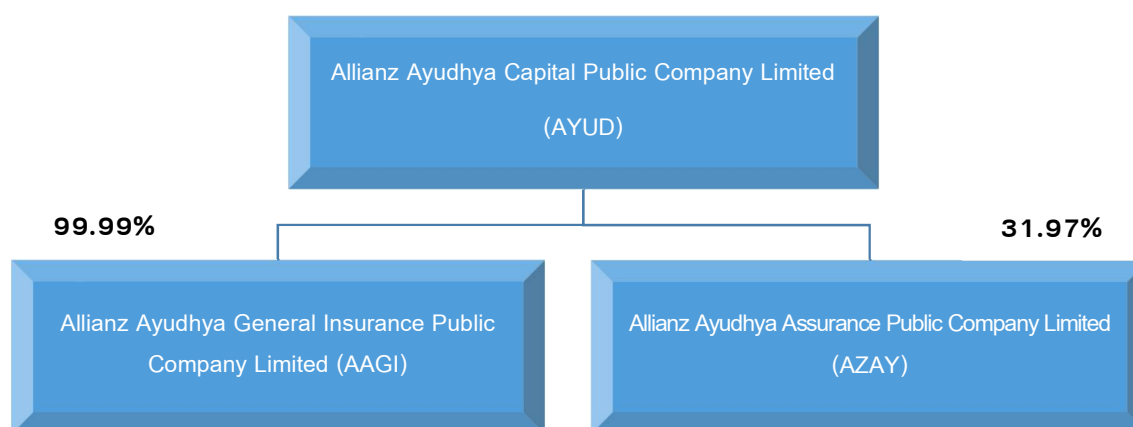 Allianz Ayudhya Capital Public Company Limited
(AYUD)
99.99%
31.97%
Allianz Ayudhya General Insurance Public
Company Limited (AAGI)
Allianz Ayudhya Assurance Public Company Limited
(AZAY)